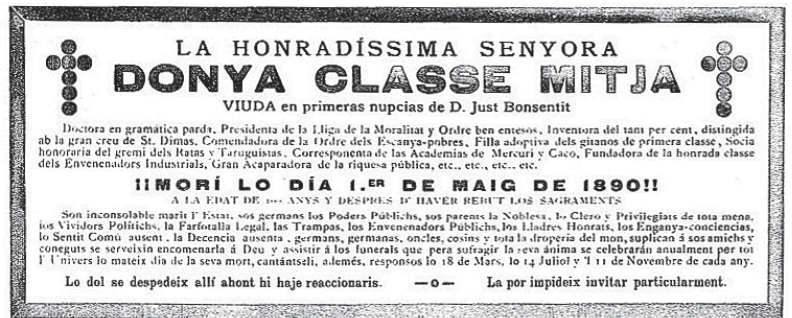 LA HONRADÍSSIMA SENYORA
DONYA CLASSE MITJA
VIUDA en primeras nupcias de D. Just Bonsentit
Doctora en gramática parda, Presidenta de la Lliga de la Moralitat y Ordre ben entesos, Inventora del tant per cent, distingida
ab la gran creu de St. Dimas, Comendadora de la Ordre dels Escanya-pobres, Filla adoptiva dels gitanos de primera classe, Socia
honoraria del gremi dels Ratas y Taruguistas, Corresponenta de las Academias de Mercuri y Caco, Fundadora de la honrada classe
dels Envenenadors Industrials, Gran Acaparadora de la riquesa pública, etc., etc., etc., etc.
¡¡MORÍ LO DÍA 1.ER DE MAIG DE 1890!!
A LA EDAT DE 100 ANYS Y DESPRES D' HAVER REBUT LOS SAGRAMENTS
Son inconsolable marit l' Estat, sos germans los Poders Públichs, sos parents la Noblesa, lo Clero y Privilegiats de tota mena,
los Vividors Polítichs, la Farfotalla Legal, las Trampas, los Envenenadors Públichs, los Lladres Honrats, los Enganya-conciencias,
lo Sentit Comú ausent, la Decencia ausenta, germans, germanas, oncles, cosins y tota la droperia del mon, suplican á sos amichs y
coneguts se serveixin encomenarla á Deu y assistir á los funerals que pera sufragir la seva ánima se celebrarán anualment per tot
l' Univers lo mateix dia de la seva mort, cantántseli, además, responsos lo 18 de Mars, lo 14 Juliol y 'l 11 de Novembre de cada any.
Lo dol se despedeix allí ahont hi haje reaccionaris. —o— La por impideix invitar particularment.